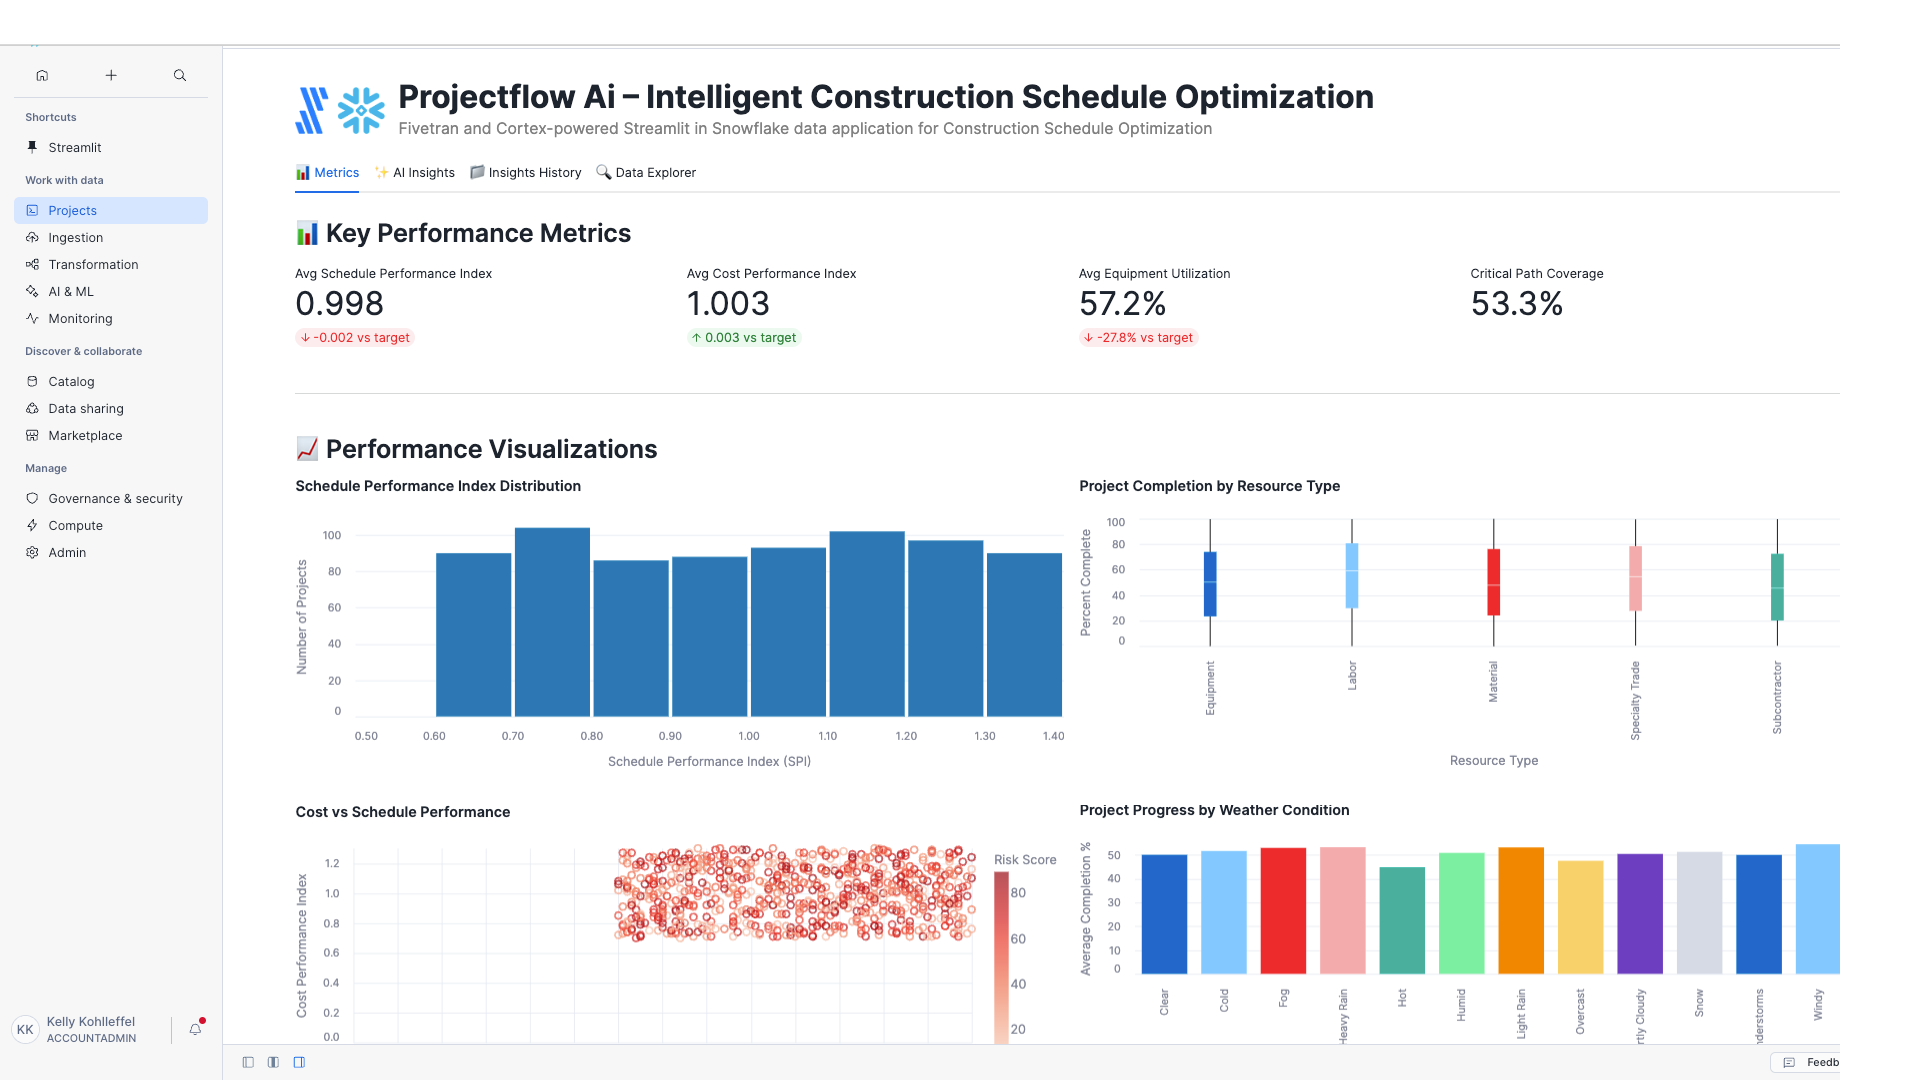 Shortcuts
Streamlit
Work with data
Projects
Ingestion
Transformation
AI & ML
Monitoring
Discover & collaborate
Catalog
Data sharing
Marketplace
Manage
Governance & security
Compute
Admin
KK
Kelly Kohlleffel
ACCOUNTADMIN
Projectflow Ai – Intelligent Construction Schedule Optimization
Fivetran and Cortex-powered Streamlit in Snowflake data application for Construction Schedule Optimization
Metrics
AI Insights
Insights History
Data Explorer
Key Performance Metrics
Avg Schedule Performance Index
0.998
↓ -0.002 vs target
Avg Cost Performance Index
1.003
↑ 0.003 vs target
Avg Equipment Utilization
57.2%
↓ -27.8% vs target
Critical Path Coverage
53.3%
Performance Visualizations
Schedule Performance Index Distribution
Number of Projects
100
80
60
40
20
0
0.50 0.60 0.70 0.80 0.90 1.00 1.10 1.20 1.30 1.40
Schedule Performance Index (SPI)
Project Completion by Resource Type
Percent Complete
100
80
60
40
20
0
Equipment
Labor
Material
Specialty Trade
Subcontractor
Resource Type
Cost vs Schedule Performance
Cost Performance Index
1.2
1.0
0.8
0.6
0.4
0.2
0.0
Risk Score
80
60
40
20
Project Progress by Weather Condition
Average Completion %
50
40
30
20
10
0
Clear
Cold
Fog
Heavy Rain
Hot
Humid
Light Rain
Overcast
rtly Cloudy
Snow
nderstorms
Windy
Feedb